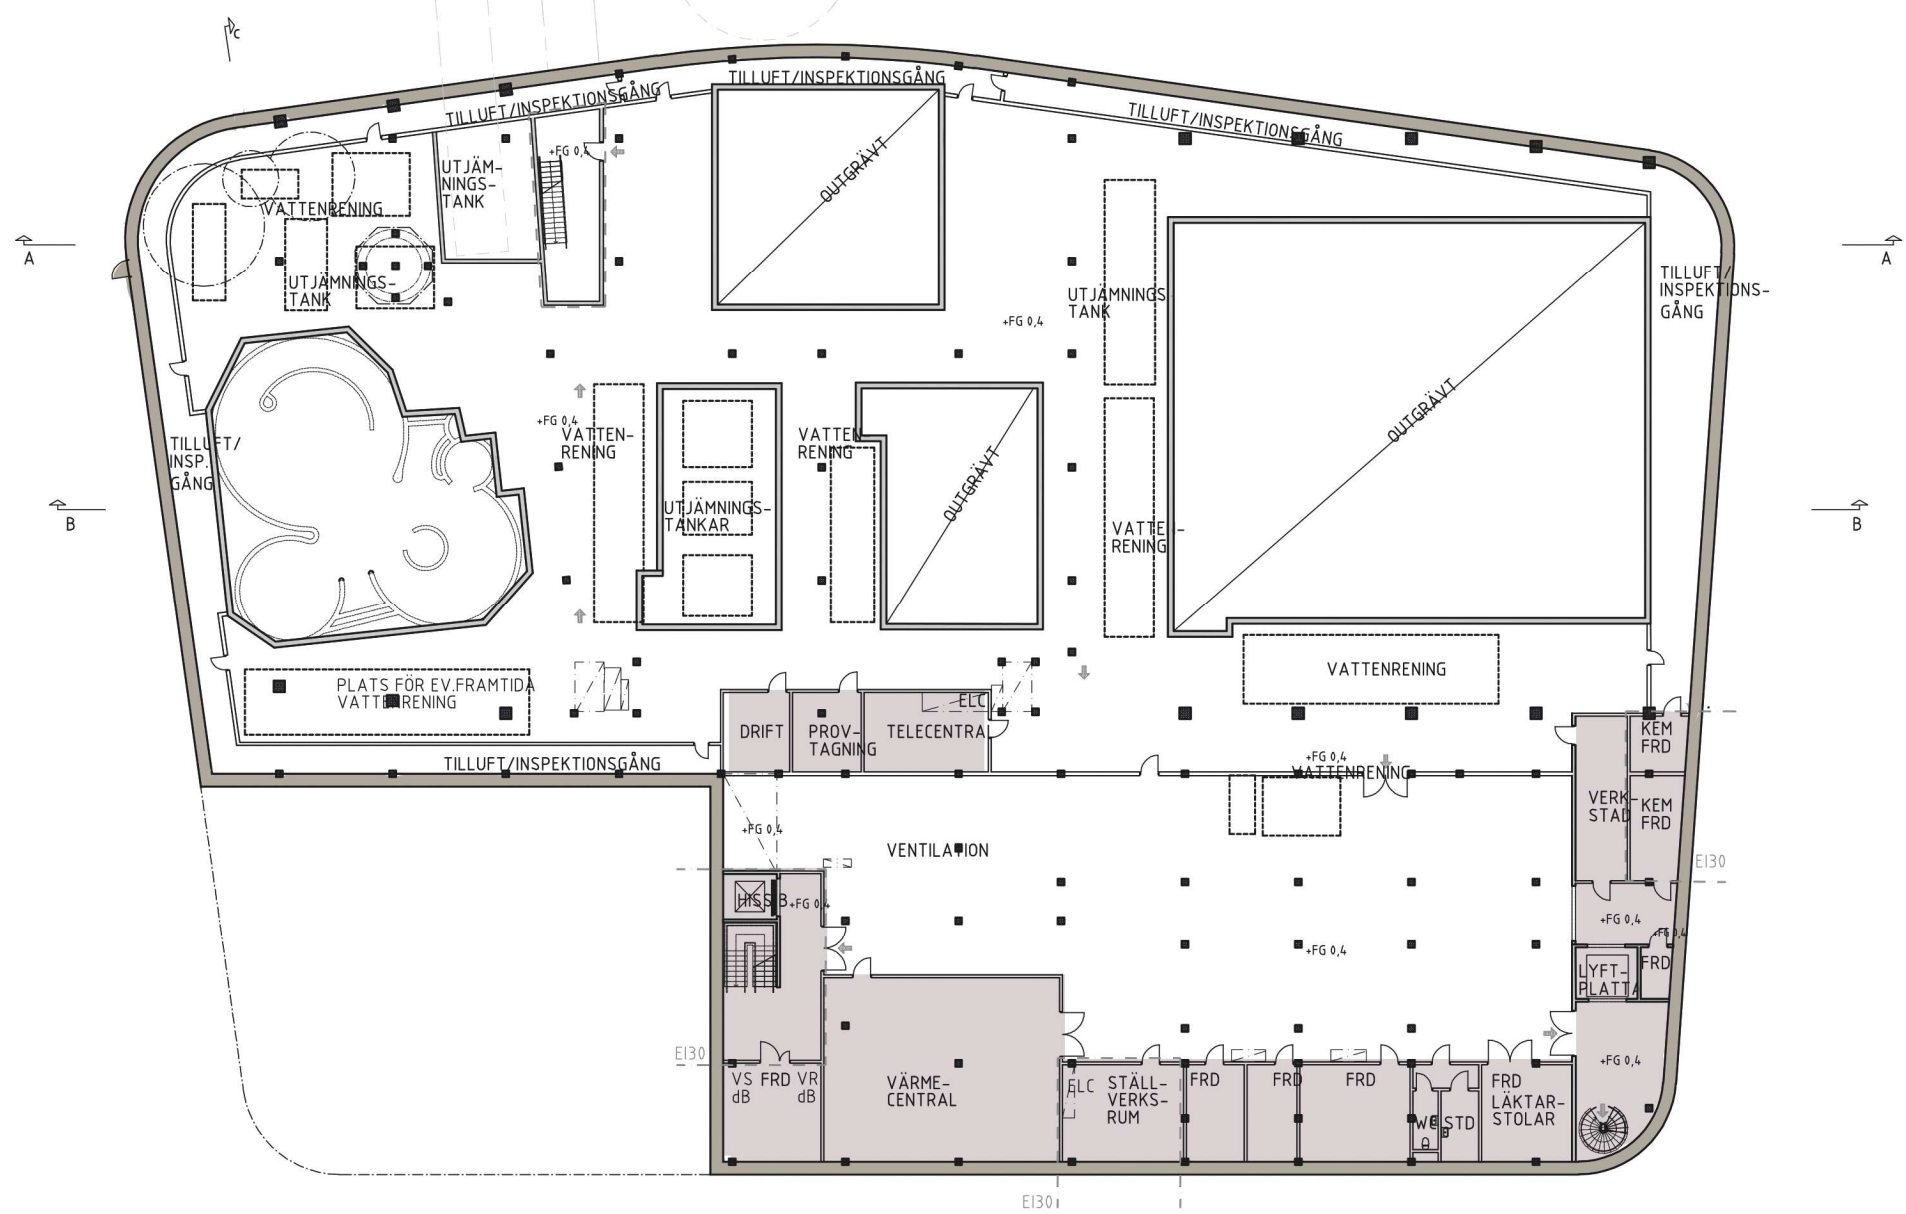 C
TILLUFT/INSPEKTIONSGÅNG
TILLUFT/INSPEKTIONSGÅNG
TILLUFT/INSPEKTIONSGÅNG
+FG 0,4
OUTGRÄVT
UTJÄM-
NINGS-
TANK
VATTENRENING
A
A
UTJÄMNINGS-
TANK
UTJÄMNINGS
TANK
TILLUFT/
INSPEKTIONS-
GÅNG
+FG 0,4
OUTGRÄVT
+FG 0,4
VATTEN-
RENING
VATTEN
RENING
TILLUFT/
INSP.
GÅNG
OUTGRÄVT
UTJÄMNINGS-
TANKAR
B
B
VATTEN-
RENING
VATTENRENING
PLATS FÖR EV.FRAMTIDA
VATTENRENING
ELC
DRIFT
PROV-
TAGNING
TELECENTRAL
KEM
FRD
TILLUFT/INSPEKTIONSGÅNG
+FG 0,4
VATTENRENING
VERK-
STAD
KEM
FRD
+FG 0,4
VENTILATION
EI30
HISS B
+FG 0,4
+FG 0,4
+FG 0,4
+FG 0,4
LYFT-
PLATTA
FRD
EI30
+FG 0,4
VS
dB
FRD
VR
dB
VÄRME-
CENTRAL
ELC
STÄLL-
VERKS-
RUM
FRD
FRD
FRD
WC
STD
FRD
LÄKTAR-
STOLAR
EI30